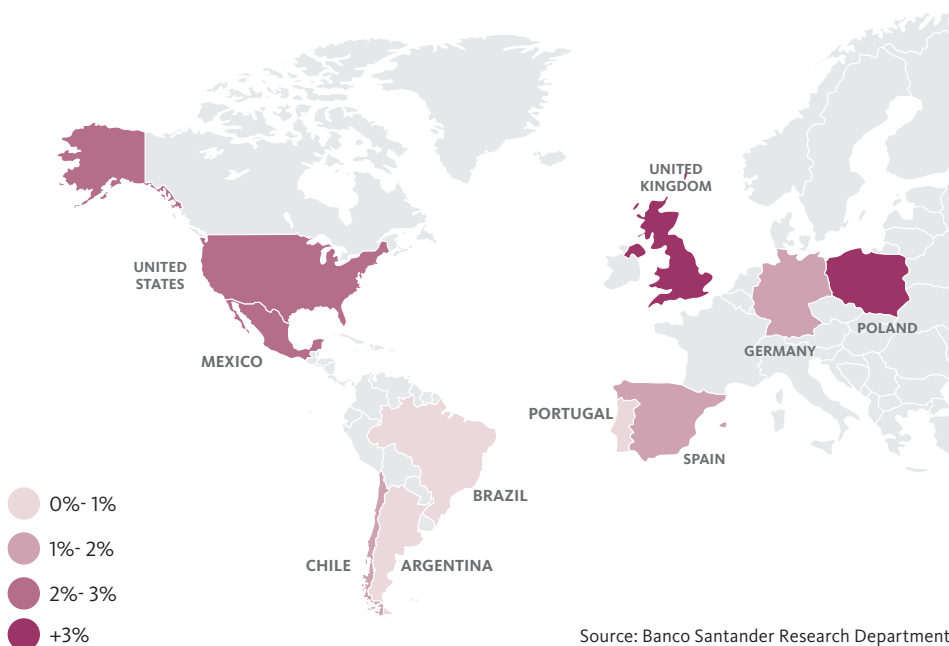 UNITED
KINGDOM
UNITED
STATES
POLAND
GERMANY
MEXICO
PORTUGAL
SPAIN
BRAZIL
0%- 1%
1%- 2%
CHILE
ARGENTINA
2%- 3%
+3%
Source: Banco Santander Research Department